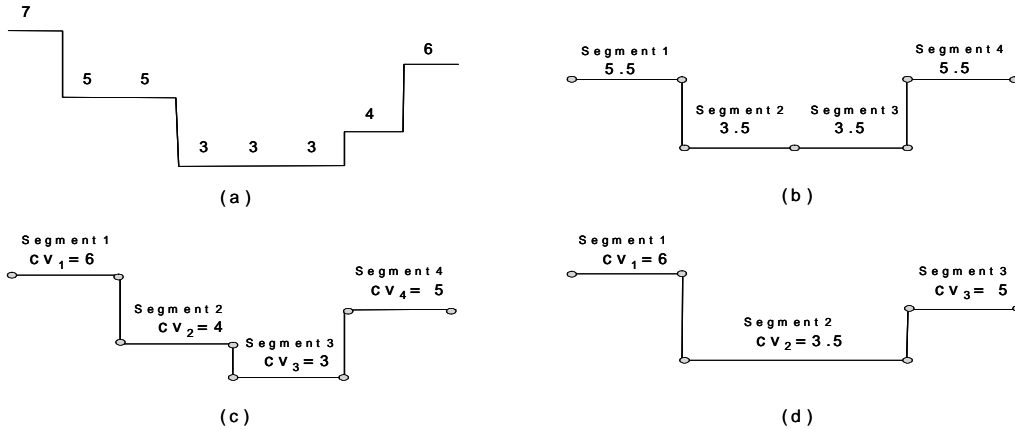 7
5 5
3 3 3
4
6
(a)
Segment 1
5.5
Segment 2
3.5
Segment 3
3.5
Segment 4
5.5
(b)
Segment 1
cv₁= 6
Segment 2
cv₂= 4
Segment 3
cv₃= 3
Segment 4
cv₄= 5
(c)
Segment 1
cv₁= 6
Segment 2
cv₂= 3.5
Segment 3
cv₃= 5
(d)